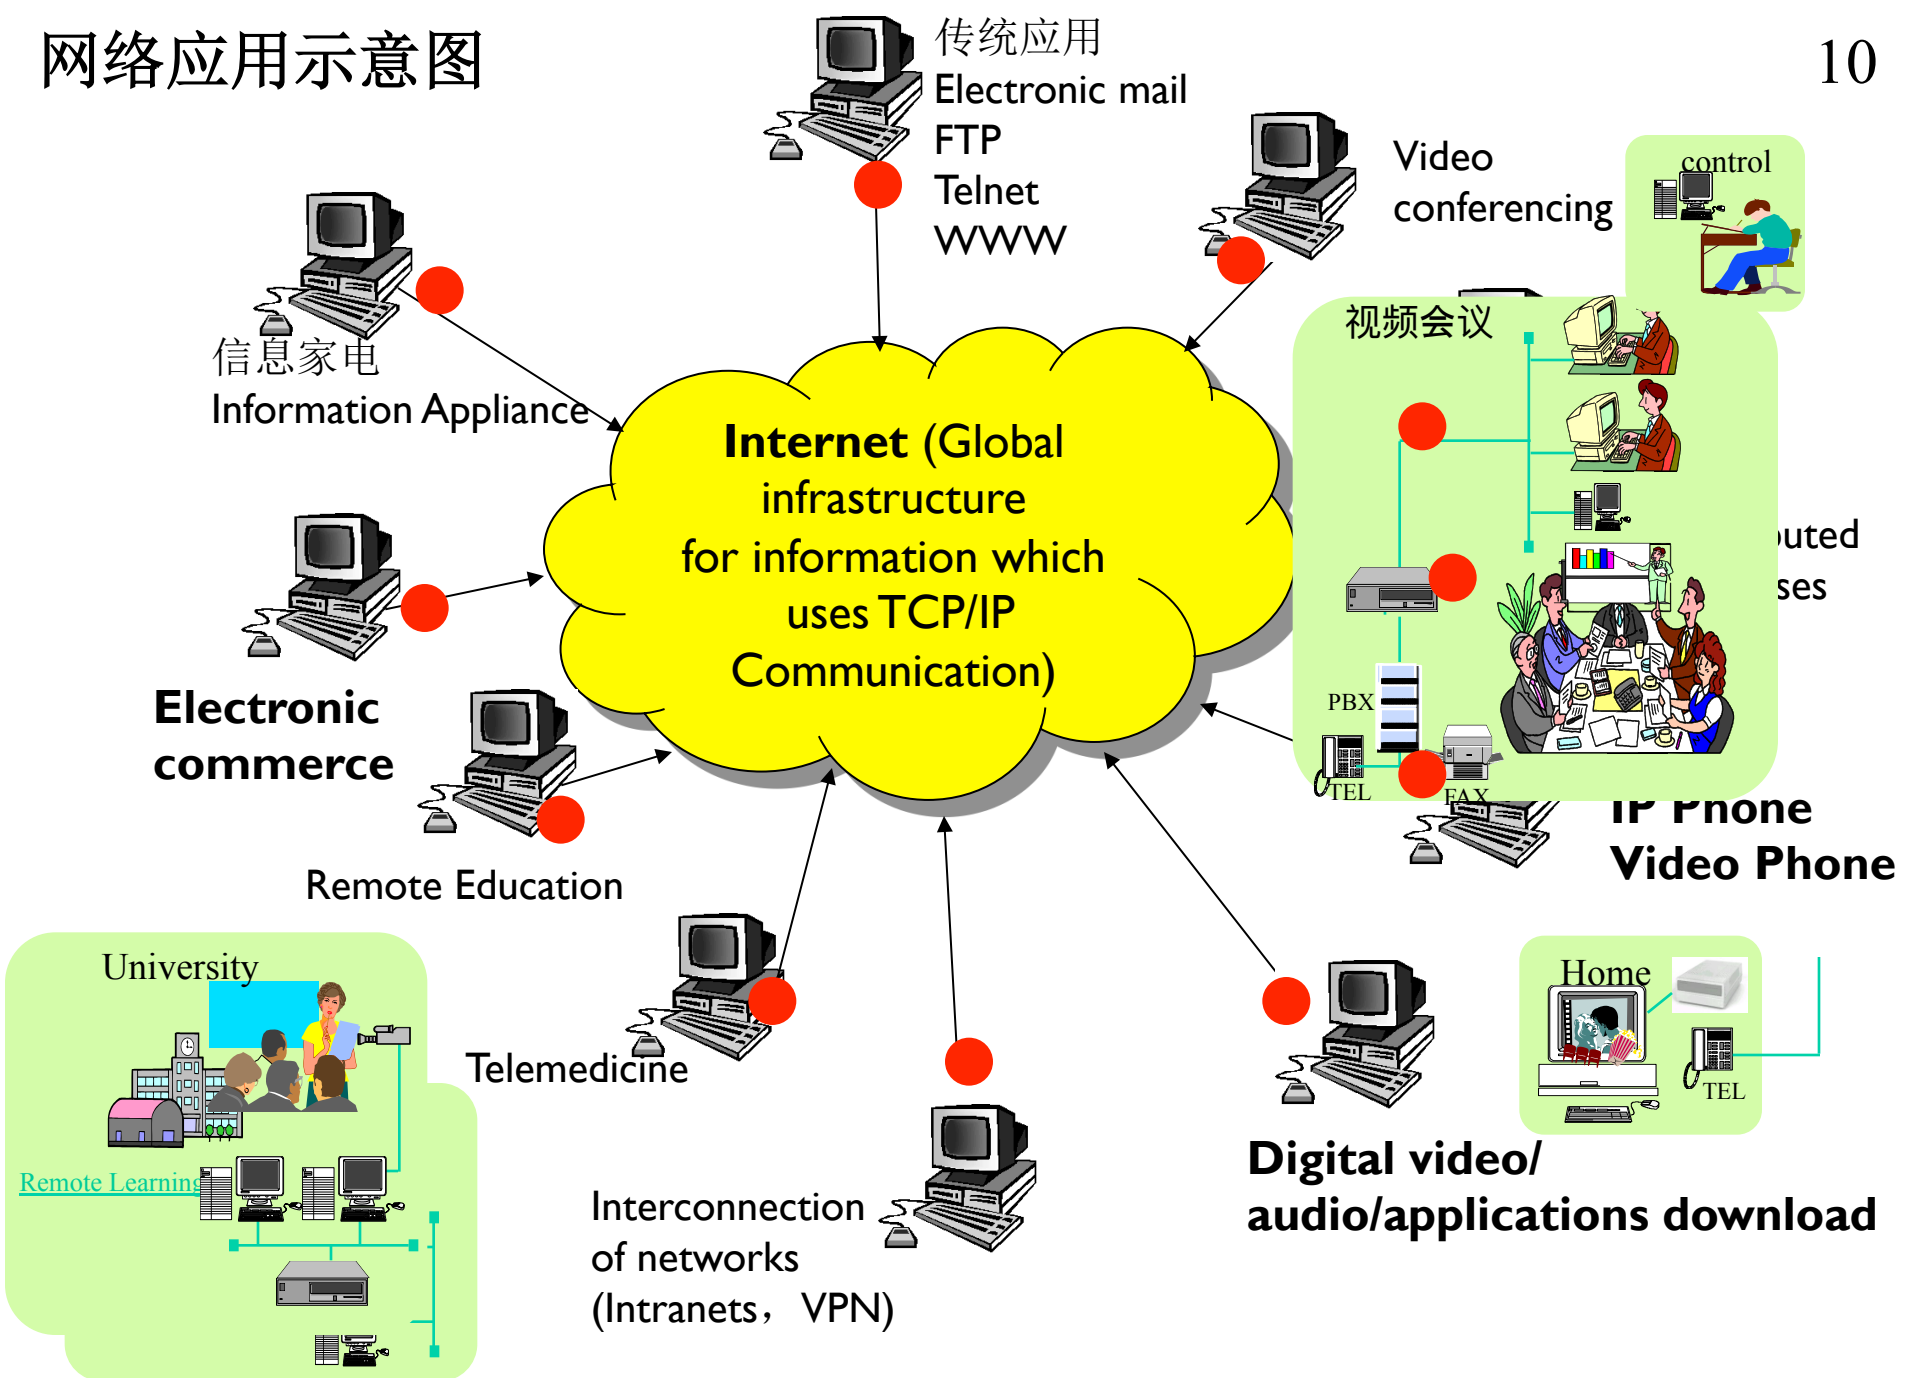 网络应用示意图
10
传统应用
Electronic mail
FTP
Telnet
WWW
Video
conferencing
control
视频会议
信息家电
Information Appliance
Internet (Global
infrastructure
for information which
uses TCP/IP
Communication)
PBX
TEL
FAX
IP Phone
Video Phone
Electronic
commerce
Remote Education
University
Remote Learning
Telemedicine
Interconnection
of networks
(Intranets，VPN)
Home
TEL
Digital video/
audio/applications download